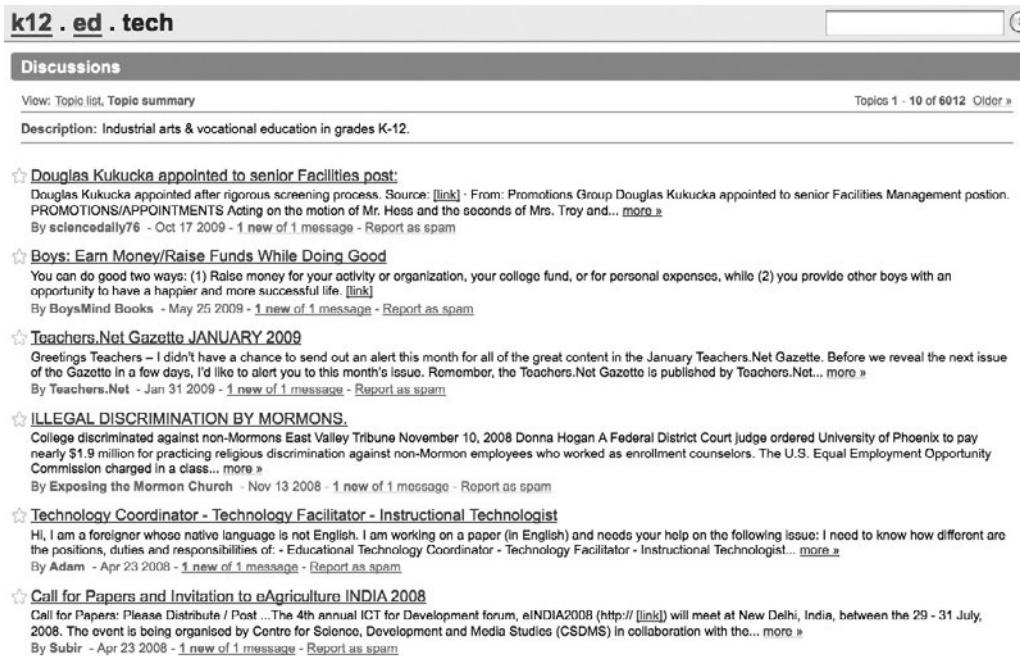 k12 . ed . tech
Discussions
View: Topic list, Topic summary
Topics 1 - 10 of 6012 Older »
Description: Industrial arts & vocational education in grades K-12.
Douglas Kukucka appointed to senior Facilities post:
Douglas Kukucka appointed after rigorous screening process. Source: [link] · From: Promotions Group Douglas Kukucka appointed to senior Facilities Management postion.
PROMOTIONS/APPOINTMENTS Acting on the motion of Mr. Hess and the seconds of Mrs. Troy and... more »
By sciencedaily76 - Oct 17 2009 - 1 new of 1 message - Report as spam
Boys: Earn Money/Raise Funds While Doing Good
You can do good two ways: (1) Raise money for your activity or organization, your college fund, or for personal expenses, while (2) you provide other boys with an
opportunity to have a happier and more successful life. [link]
By BoysMind Books - May 25 2009 - 1 new of 1 message - Report as spam
Teachers.Net Gazette JANUARY 2009
Greetings Teachers – I didn't have a chance to send out an alert this month for all of the great content in the January Teachers.Net Gazette. Before we reveal the next issue
of the Gazette in a few days, I'd like to alert you to this month's issue. Remember, the Teachers.Net Gazette is published by Teachers.Net... more »
By Teachers.Net - Jan 31 2009 - 1 new of 1 message - Report as spam
ILLEGAL DISCRIMINATION BY MORMONS.
College discriminated against non-Mormons East Valley Tribune November 10, 2008 Donna Hogan A Federal District Court judge ordered University of Phoenix to pay
nearly $1.9 million for practicing religious discrimination against non-Mormon employees who worked as enrollment counselors. The U.S. Equal Employment Opportunity
Commission charged in a class... more »
By Exposing the Mormon Church - Nov 13 2008 - 1 new of 1 message - Report as spam
Technology Coordinator - Technology Facilitator - Instructional Technologist
Hi, I am a foreigner whose native language is not English. I am working on a paper (in English) and needs your help on the following issue: I need to know how different are
the positions, duties and responsibilities of: - Educational Technology Coordinator - Technology Facilitator - Instructional Technologist... more »
By Adam - Apr 23 2008 - 1 new of 1 message - Report as spam
Call for Papers and Invitation to eAgriculture INDIA 2008
Call for Papers: Please Distribute / Post ...The 4th annual ICT for Development forum, eINDIA2008 (http:// [link]) will meet at New Delhi, India, between the 29 - 31 July,
2008. The event is being organised by Centre for Science, Development and Media Studies (CSDMS) in collaboration with the... more »
By Subir - Apr 23 2008 - 1 new of 1 message - Report as spam